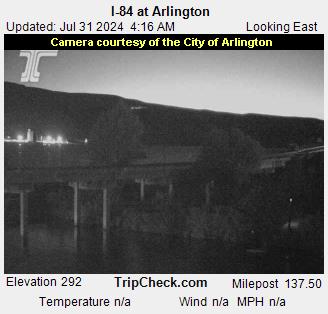 I-84 at Arlington
Updated: Jul 31 2024 4:16 AM Looking East
Camera courtesy of the City of Arlington
Elevation 292 TripCheck.com Milepost 137.50
Temperature n/a Wind n/a MPH n/a